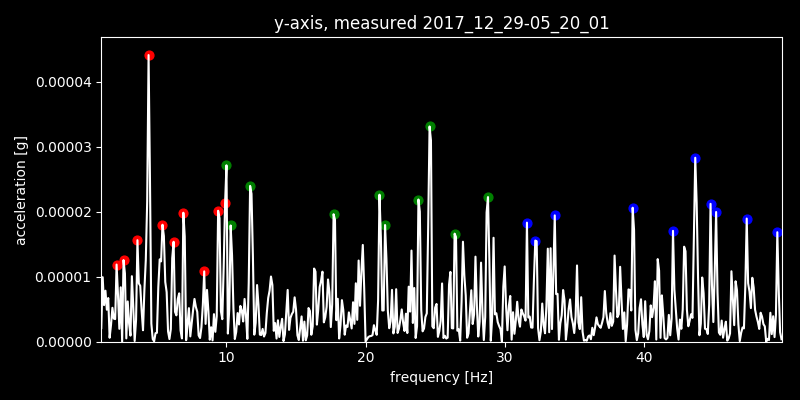 y-axis, measured 2017_12_29-05_20_01
0.00004
0.00003
0.00002
0.00001
0.00000
acceleration [g]
10 20 30 40
frequency [Hz]